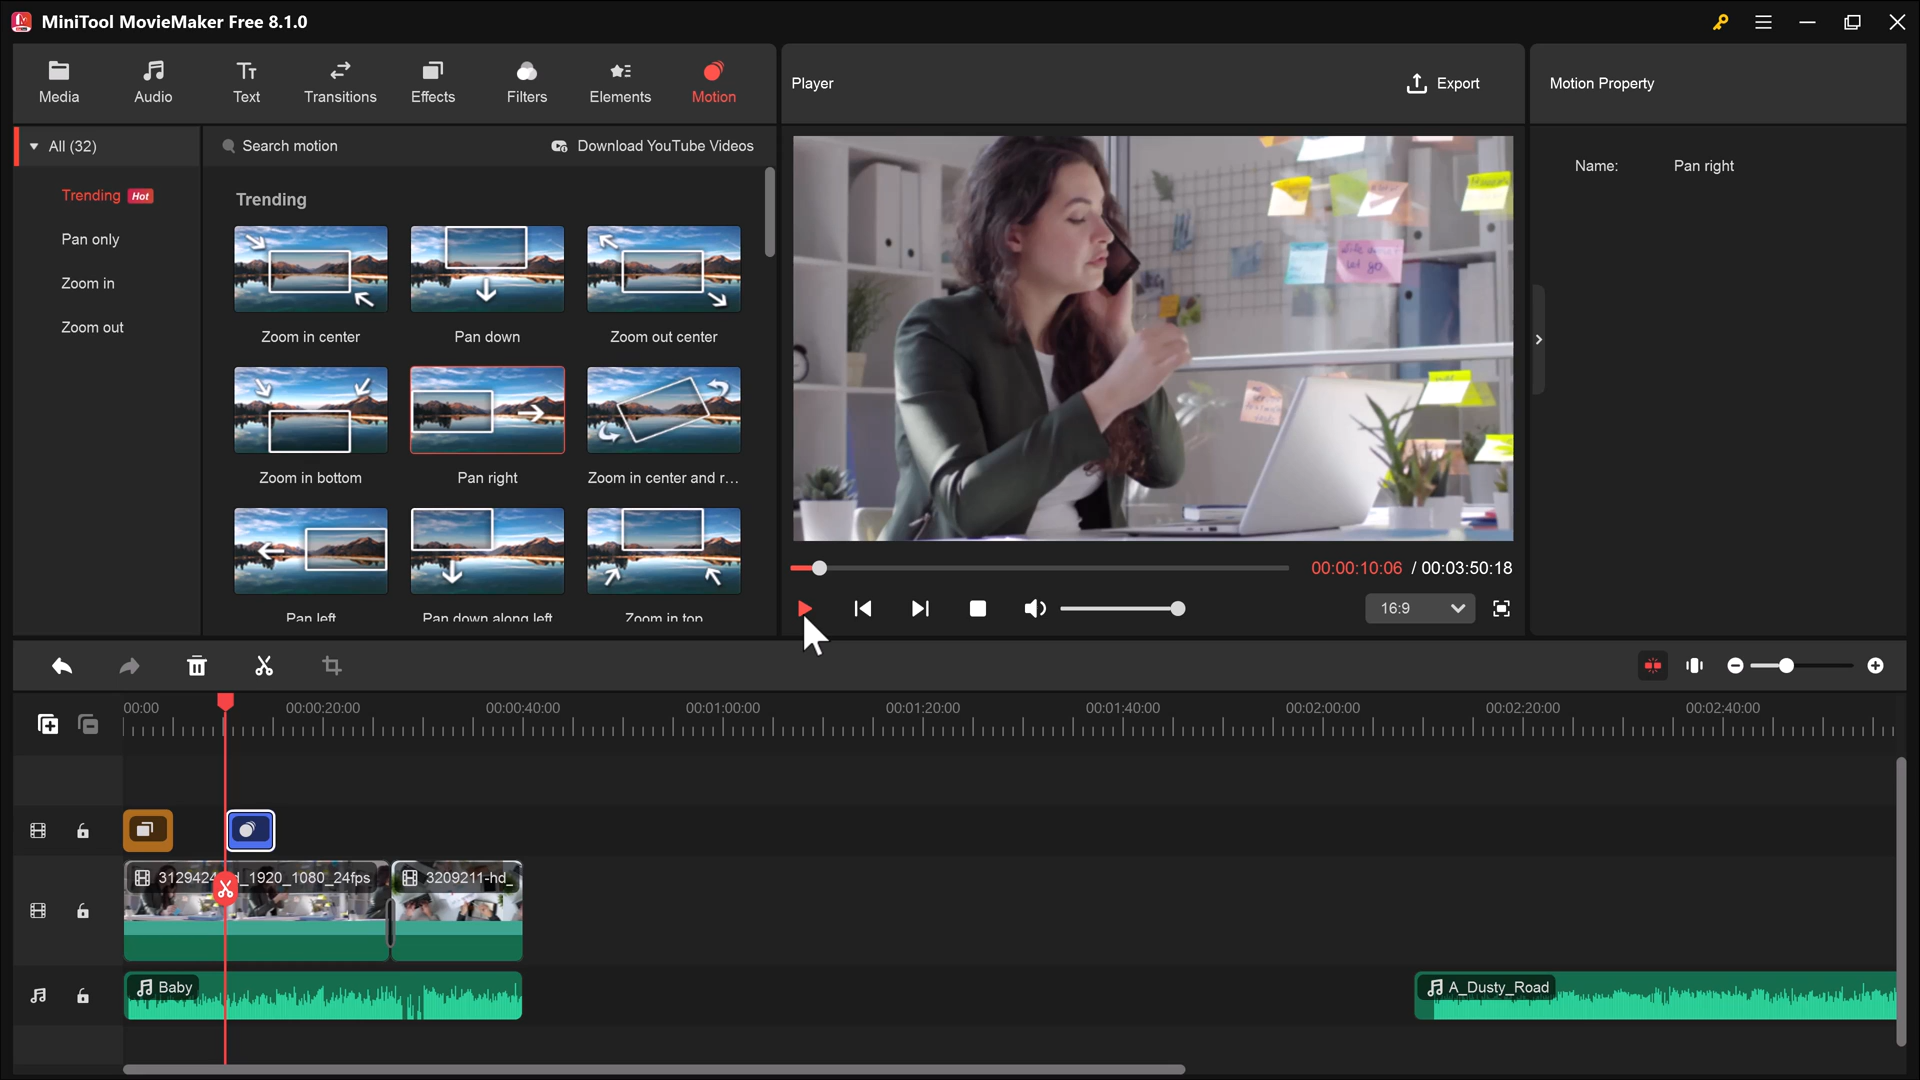 MiniTool MovieMaker Free 8.1.0
Media
Audio
Text
Transitions
Effects
Filters
Elements
Motion
Player
Export
Motion Property
All (32)
Search motion
Download YouTube Videos
Name:
Pan right
Trending Hot
Pan only
Zoom in
Zoom out
Trending
Zoom in center
Pan down
Zoom out center
Zoom in bottom
Pan right
Zoom in center and r...
Pan left
Pan down along left
Zoom in top
00:00:10:06 / 00:03:50:18
16:9
00:00
00:00:20:00
00:00:40:00
00:01:00:00
00:01:20:00
00:01:40:00
00:02:00:00
00:02:20:00
00:02:40:00
_1920_1080_24fps
3209211-hd_
Baby
A_Dusty_Road